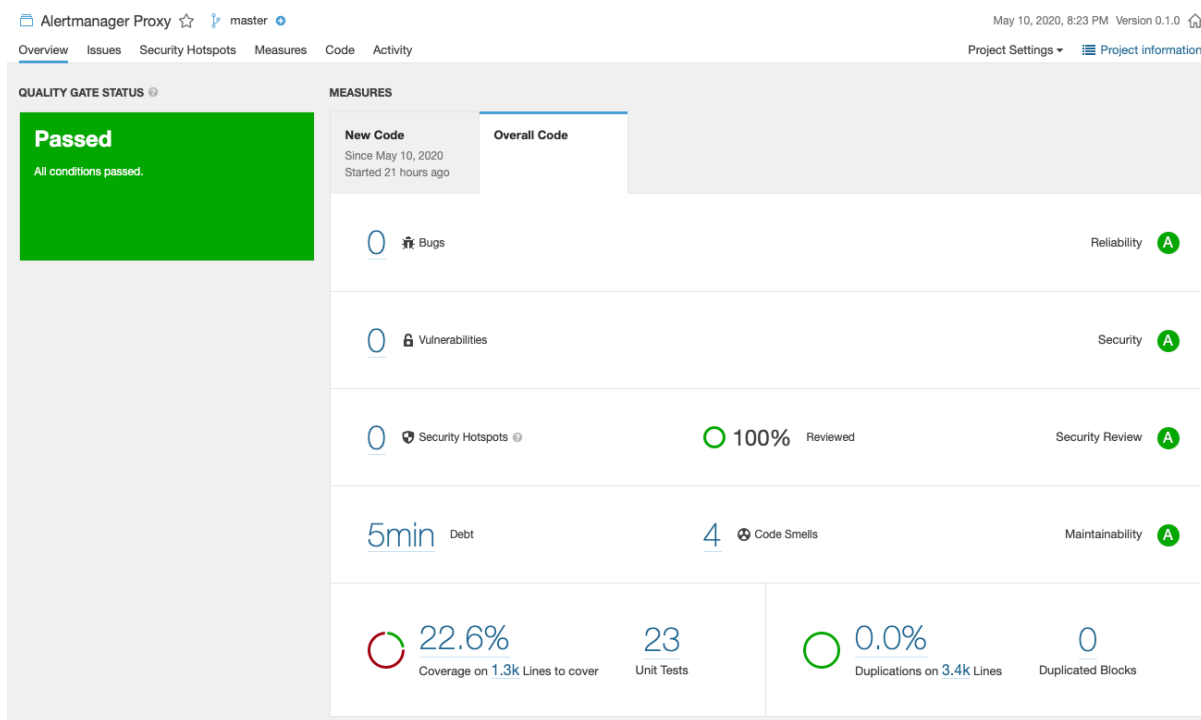 Alertmanager Proxy master May 10, 2020, 8:23 PM Version 0.1.0
Overview Issues Security Hotspots Measures Code Activity Project Settings Project information
QUALITY GATE STATUS
MEASURES
Passed
All conditions passed.
New Code
Since May 10, 2020
Started 21 hours ago
Overall Code
0 Bugs Reliability A
0 Vulnerabilities Security A
0 Security Hotspots 100% Reviewed Security Review A
5min Debt 4 Code Smells Maintainability A
22.6%
Coverage on 1.3k Lines to cover
23
Unit Tests
0.0%
Duplications on 3.4k Lines
0
Duplicated Blocks